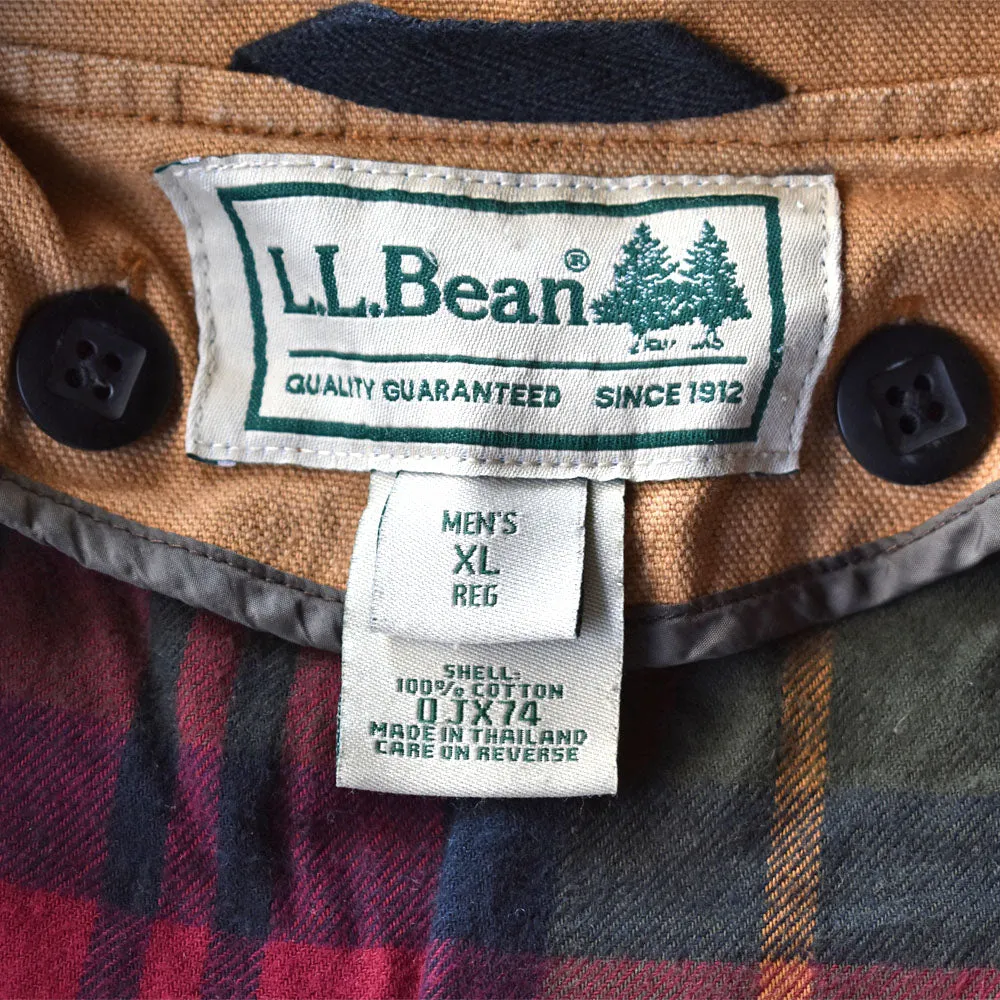 L.L.Bean®
QUALITY GUARANTEED SINCE 1912
MEN'S
XL
REG
SHELL:
100% COTTON
0JX74
MADE IN THAILAND
CARE ON REVERSE